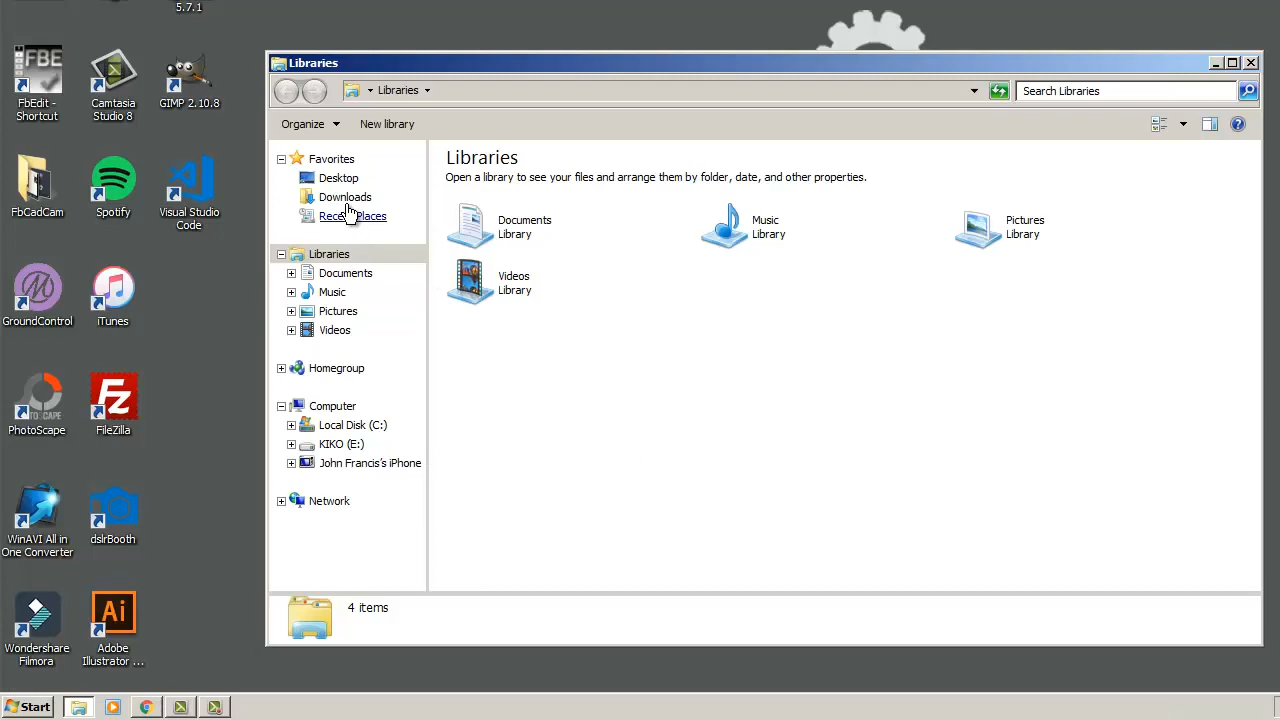 5.7.1
FBE
FbEdit -
Shortcut
Camtasia
Studio 8
GIMP 2.10.8
FbCadCam
Spotify
Visual Studio
Code
GroundControl
iTunes
PhotoScape
FileZilla
WinAVI All in
One Converter
dslrBooth
Wondershare
Filmora
Ai
Adobe
Illustrator ...
Libraries
Libraries
Search Libraries
Organize
New library
Favorites
Desktop
Downloads
Recent Places
Libraries
Documents
Music
Pictures
Videos
Homegroup
Computer
Local Disk (C:)
KIKO (E:)
John Francis's iPhone
Network
Libraries
Open a library to see your files and arrange them by folder, date, and other properties.
Documents
Library
Music
Library
Pictures
Library
Videos
Library
4 items
Start